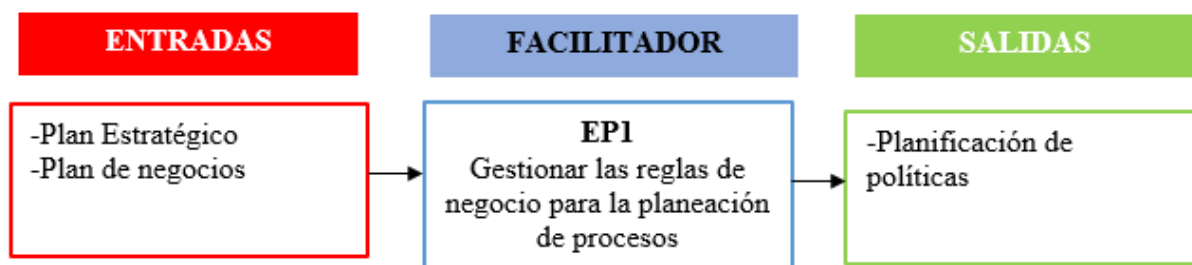 ENTRADAS
FACILITADOR
SALIDAS
-Plan Estratégico
-Plan de negocios
EP1
Gestionar las reglas de
negocio para la planeación
de procesos
-Planificación de
políticas